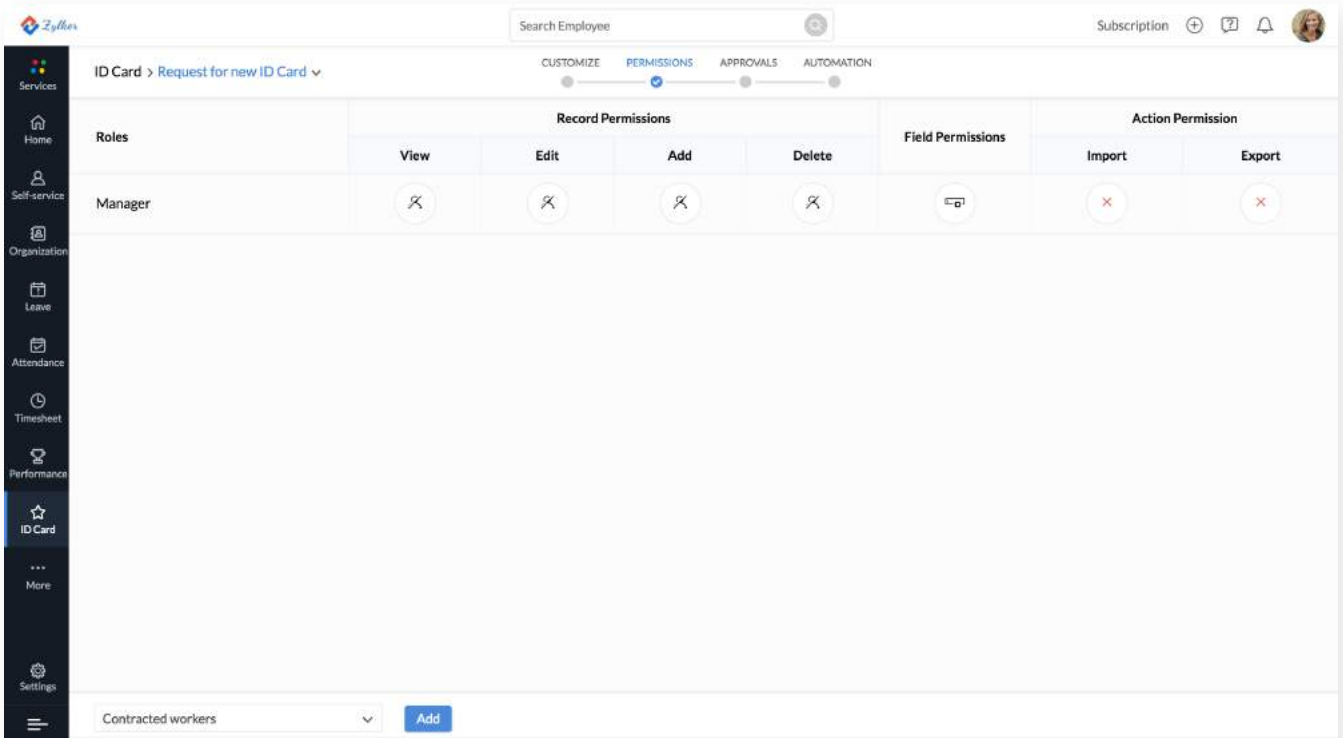 Zylker
Search Employee
Subscription
Services
ID Card > Request for new ID Card
CUSTOMIZE PERMISSIONS APPROVALS AUTOMATION
Home
Self-service
Organization
Leave
Attendance
Timesheet
Performance
ID Card
More
Settings
Roles Record Permissions Field Permissions Action Permission
View Edit Add Delete Import Export
Manager
Contracted workers Add